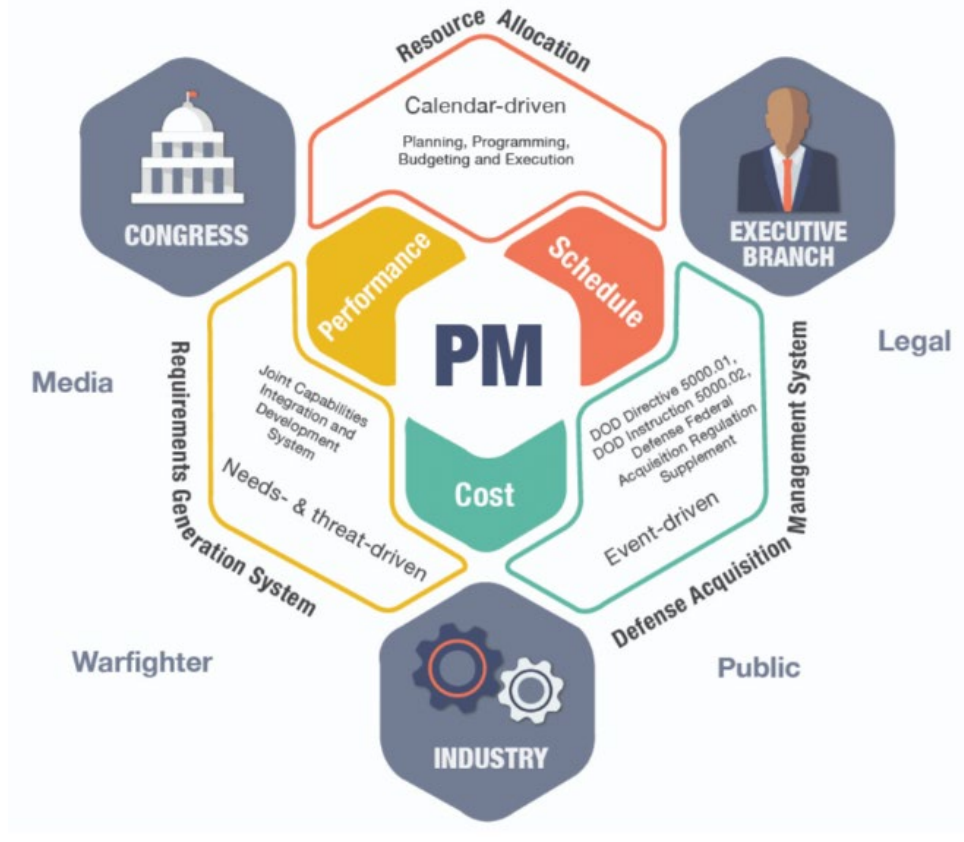 Resource Allocation
Calendar-driven
Planning, Programming,
Budgeting and Execution
CONGRESS
EXECUTIVE
BRANCH
Performance
Schedule
PM
Cost
Media
Legal
Requirements Generation System
Joint Capabilities
Integration and
Development
System
Needs- & threat-driven
DOD Directive 5000.01,
DOD Instruction 5000.02,
Defense Federal
Acquisition Regulation
Supplement
Event-driven
Defense Acquisition Management System
Warfighter
Public
INDUSTRY